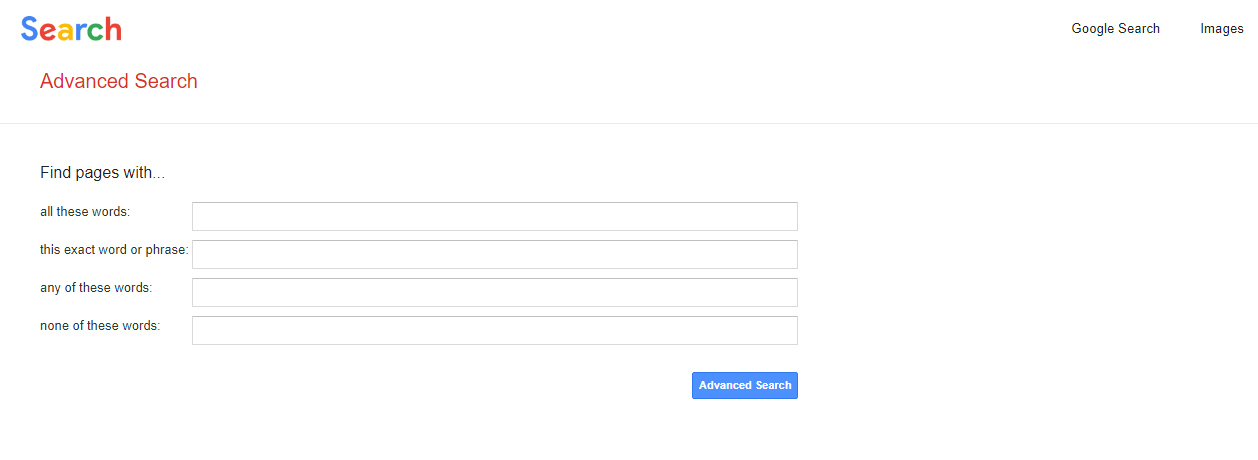 Search
Google Search
Images
Advanced Search
Find pages with...
all these words:
this exact word or phrase:
any of these words:
none of these words:
Advanced Search